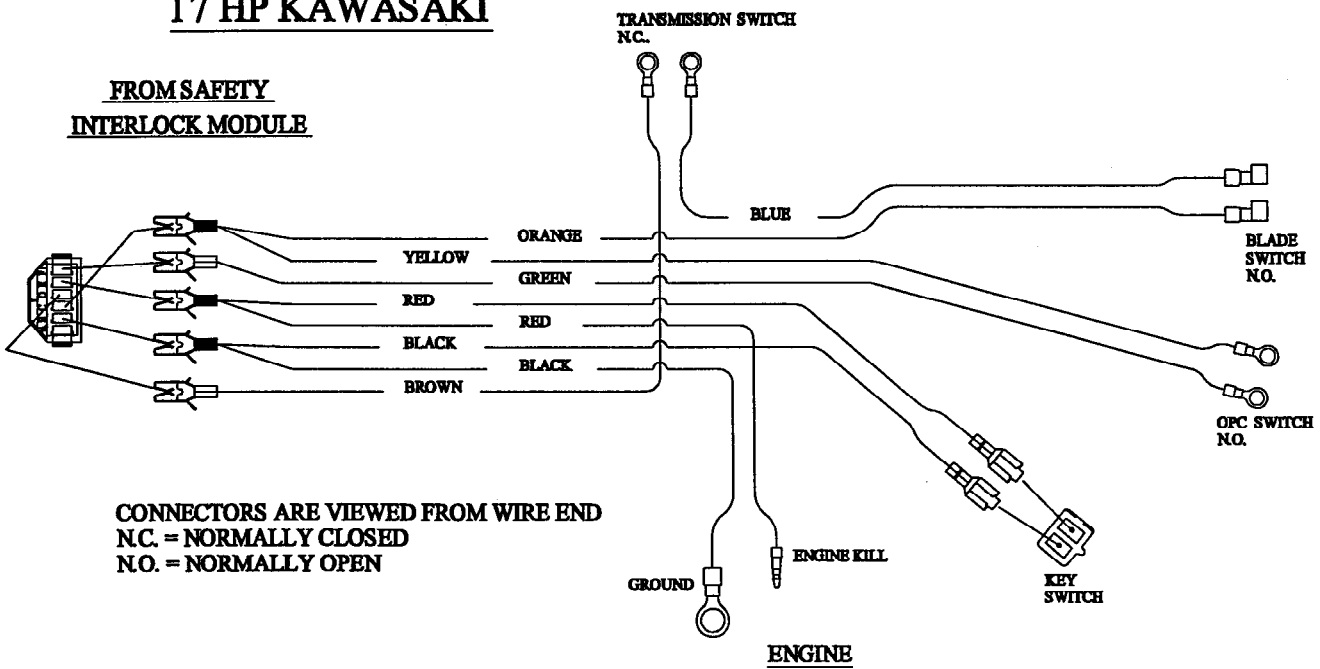 17 HP KAWASAKI
TRANSMISSION SWITCH
N.C..
FROM SAFETY
INTERLOCK MODULE
BLUE
ORANGE
YELLOW
GREEN
RED
RED
BLACK
BLACK
BROWN
BLADE
SWITCH
N.O.
OPC SWITCH
N.O.
CONNECTORS ARE VIEWED FROM WIRE END
N.C. = NORMALLY CLOSED
N.O. = NORMALLY OPEN
ENGINE KILL
GROUND
KEY
SWITCH
ENGINE